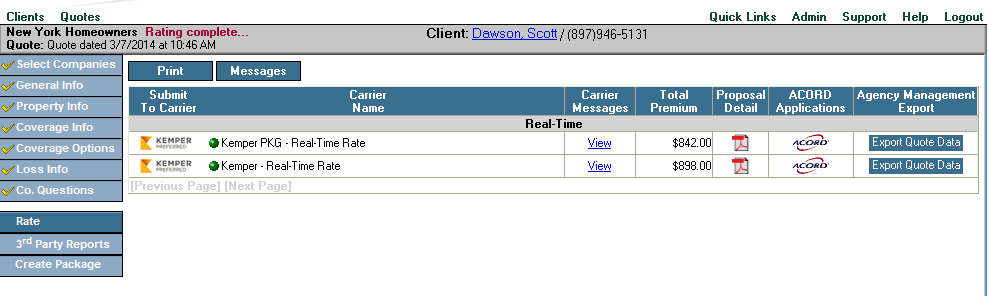 Clients Quotes Quick Links Admin Support Help Logout
New York Homeowners Rating complete...
Quote: Quote dated 3/7/2014 at 10:46 AM
Client: Dawson, Scott / (897)946-5131
Select Companies
General Info
Property Info
Coverage Info
Coverage Options
Loss Info
Co. Questions
Rate
3rd Party Reports
Create Package
Print Messages
Submit To Carrier Carrier Name Carrier Messages Total Premium Proposal Detail ACORD Applications Agency Management Export
Real-Time
KEMPER PREFERRED Kemper PKG - Real-Time Rate View $842.00 ACORD Export Quote Data
KEMPER PREFERRED Kemper - Real-Time Rate View $898.00 ACORD Export Quote Data
[Previous Page] [Next Page]